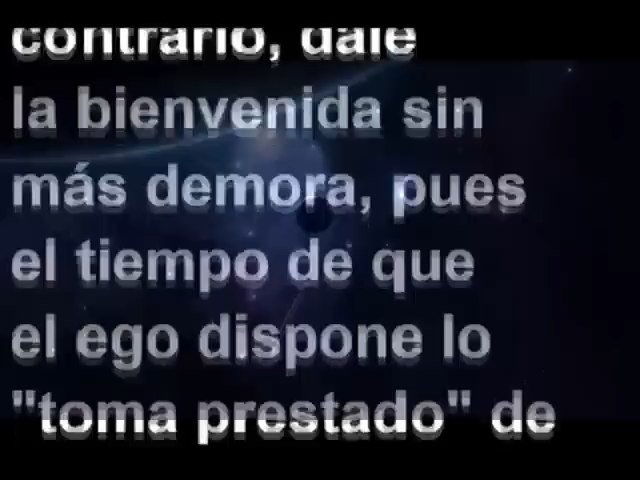 contrario, dale
la bienvenida sin
más demora, pues
el tiempo de que
el ego dispone lo
"toma prestado" de